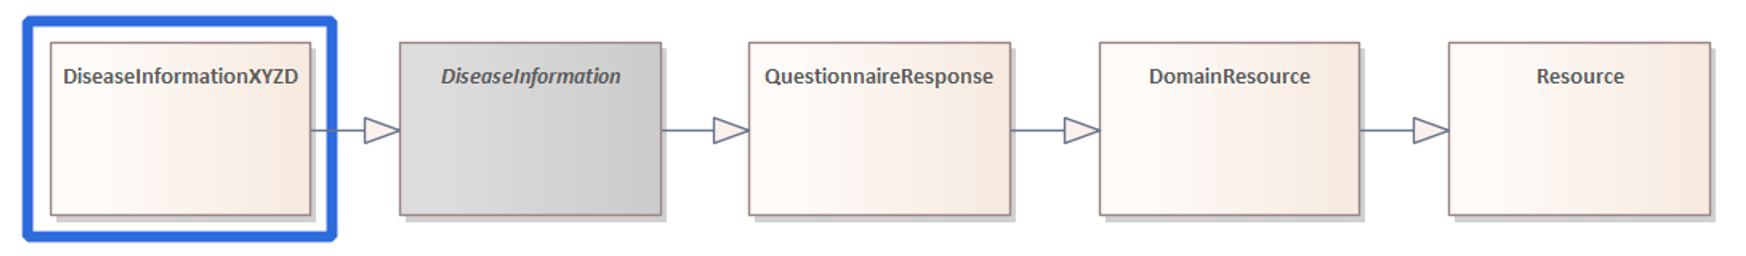 DiseaseInformationXYZD
DiseaseInformation
QuestionnaireResponse
DomainResource
Resource